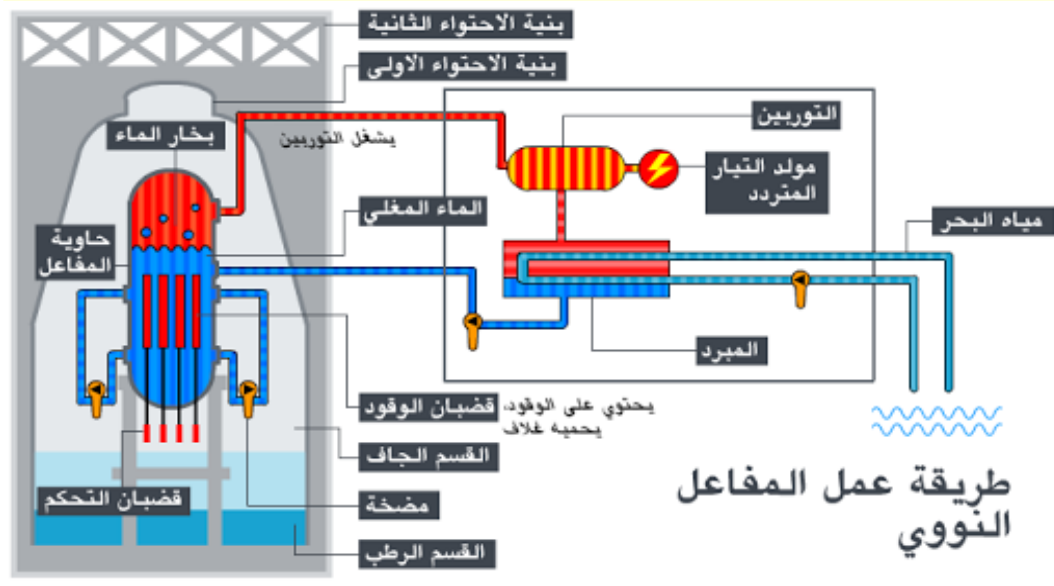 بنية الاحتواء الثانية
بنية الاحتواء الاولى
بخار الماء
يشغل التوربين
التوربين
مولد التيار
المتردد
الماء المغلي
مياه البحر
حاوية
المفاعل
المبرد
قضبان الوقود
يحتوي على الوقود،
يحميه غلاف
القسم الجاف
قضبان التحكم
مضخة
القسم الرطب
طريقة عمل المفاعل
النووي